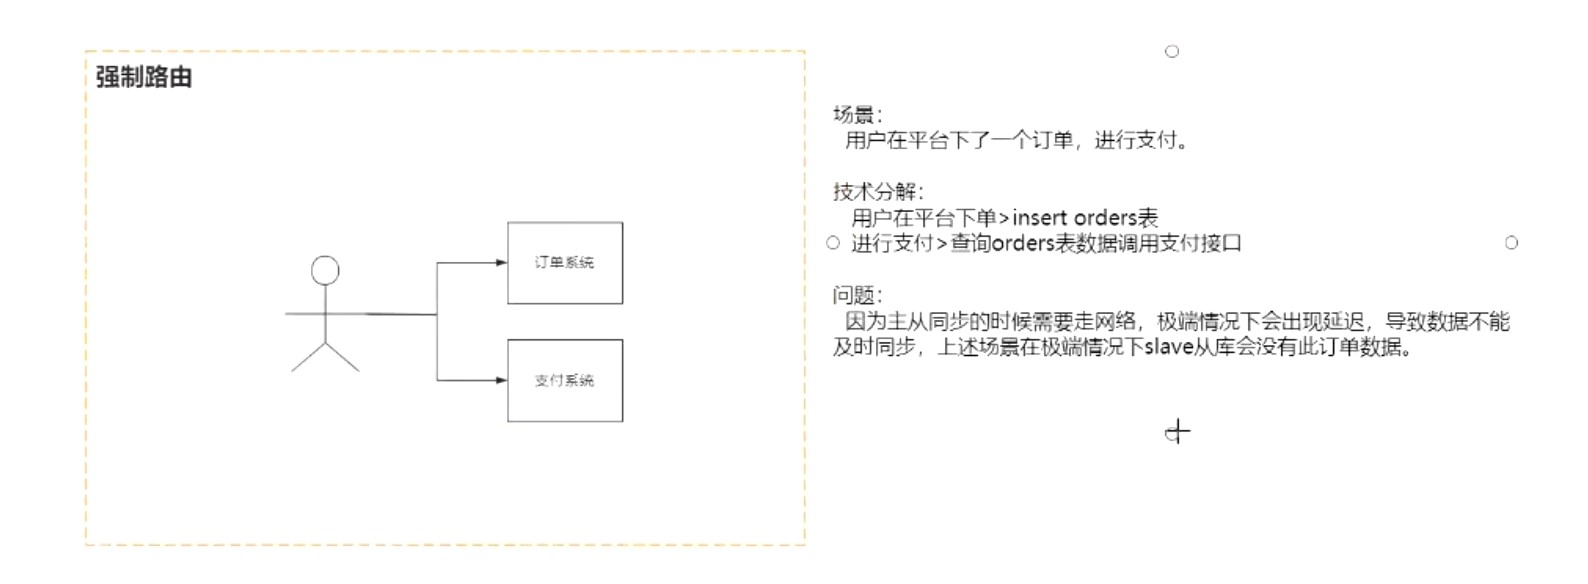 强制路由
订单系统
支付系统
场景：
用户在平台下了一个订单，进行支付。
技术分解：
用户在平台下单>insert orders表
进行支付>查询orders表数据调用支付接口
问题：
因为主从同步的时候需要走网络，极端情况下会出现延迟，导致数据不能
及时同步，上述场景在极端情况下slave从库会没有此订单数据。